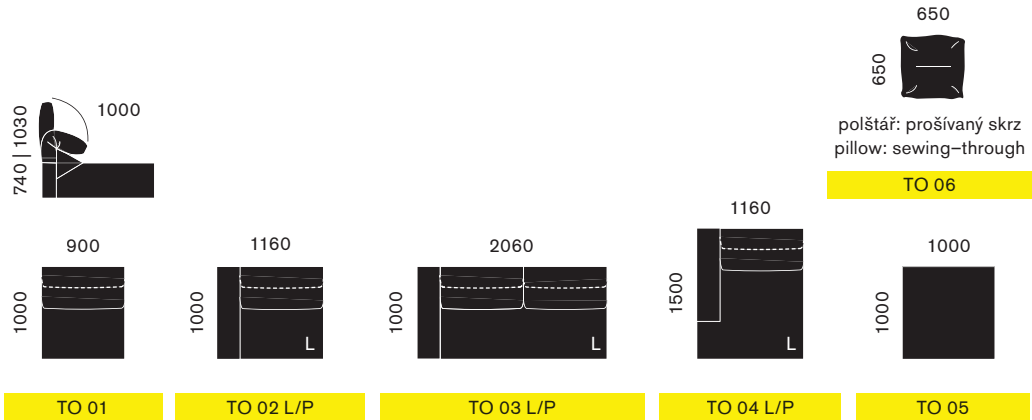 650
650
polštář: prošívaný skrz
pillow: sewing–through
TO 06
1000
740 | 1030
900
1000
TO 01
1160
1000
L
TO 02 L/P
2060
1000
L
TO 03 L/P
1160
1500
L
TO 04 L/P
1000
1000
TO 05